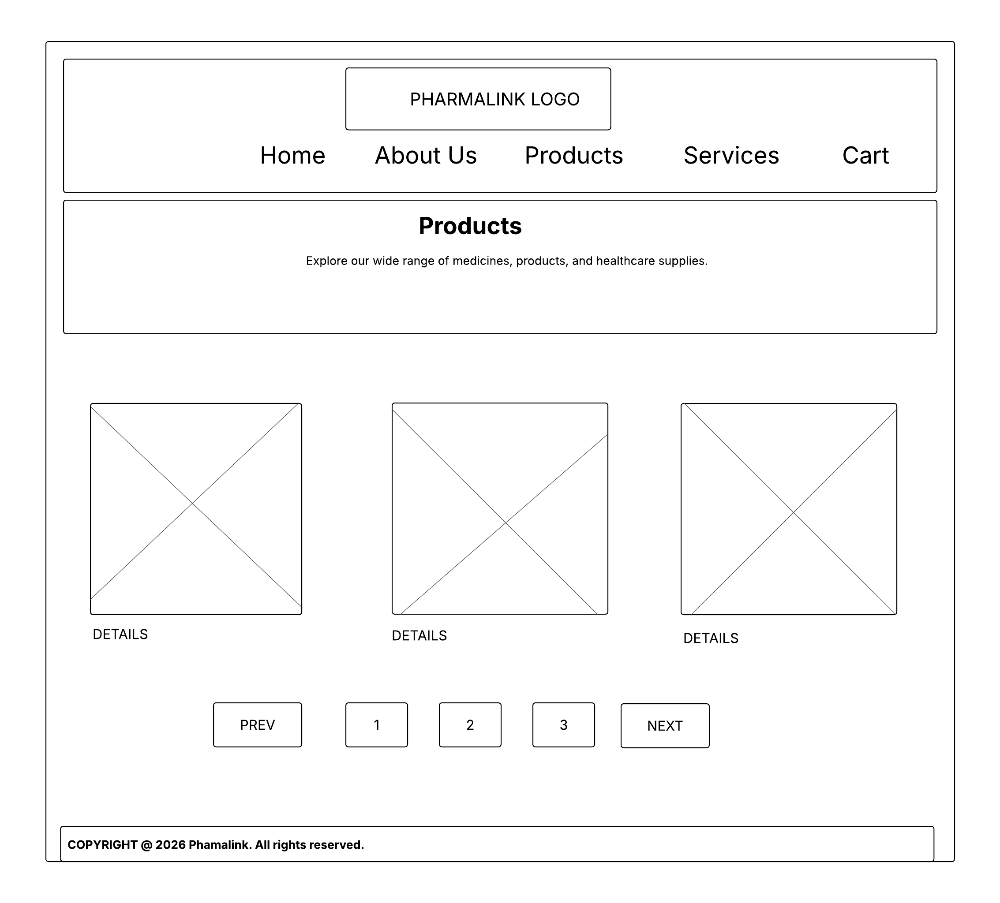 PHARMALINK LOGO
Home About Us Products Services Cart
Products
Explore our wide range of medicines, products, and healthcare supplies.
DETAILS DETAILS DETAILS
PREV 1 2 3 NEXT
COPYRIGHT @ 2026 Phamalink. All rights reserved.